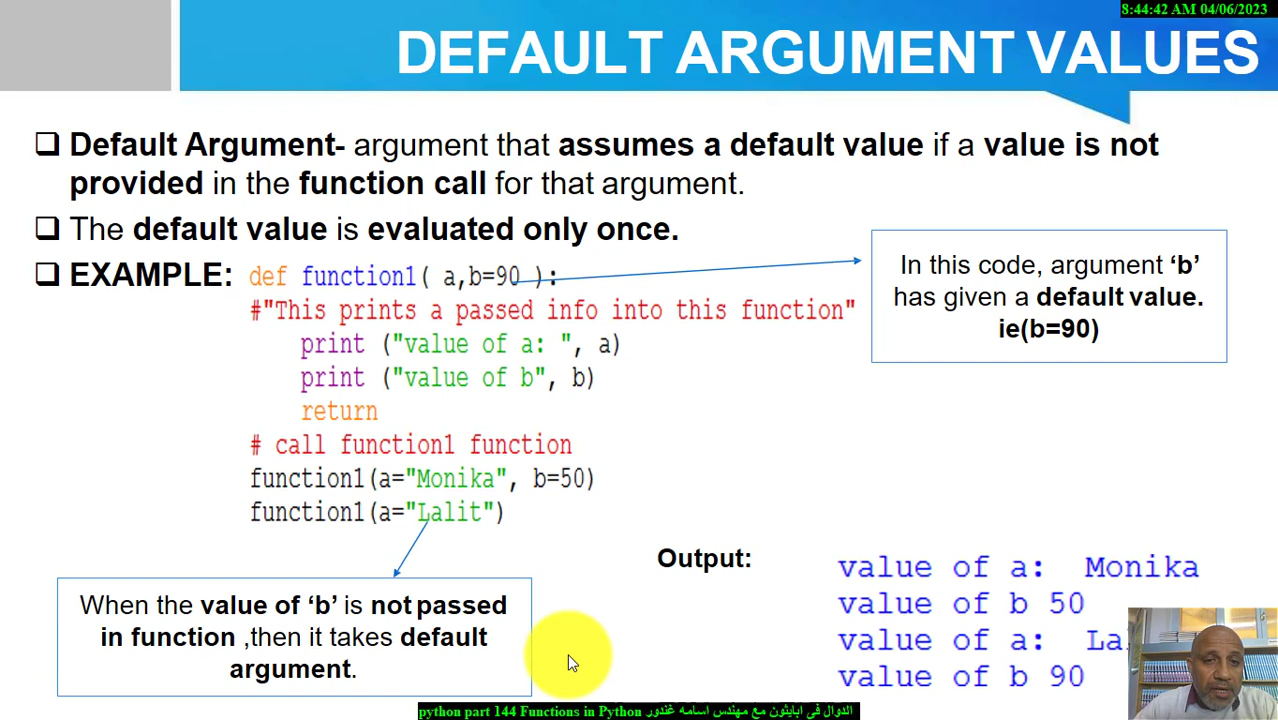 8:44:42 AM 04/06/2023
DEFAULT ARGUMENT VALUES
❑ Default Argument- argument that assumes a default value if a value is not
provided in the function call for that argument.
❑ The default value is evaluated only once.
❑ EXAMPLE:
def function1( a,b=90 ):
#"This prints a passed info into this function"
print ("value of a: ", a)
print ("value of b", b)
return
# call function1 function
function1(a="Monika", b=50)
function1(a="Lalit")
In this code, argument ‘b’
has given a default value.
ie(b=90)
When the value of ‘b’ is not passed
in function ,then it takes default
argument.
Output:
value of a:  Monika
value of b 50
value of a:
value of b 90
python part 144 Functions in Python الدوال في ابايثون مع مهندس اسامه غندور